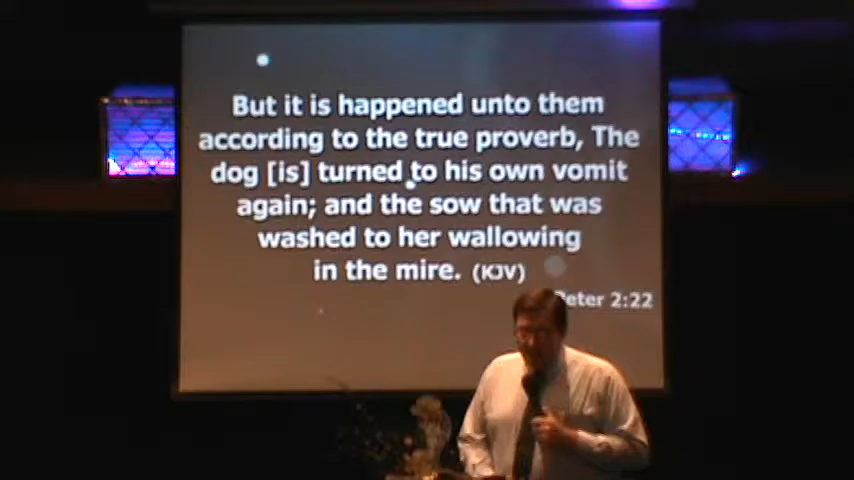 But it is happened unto them
according to the true proverb, The
dog [is] turned to his own vomit
again; and the sow that was
washed to her wallowing
in the mire. (KJV)
Peter 2:22